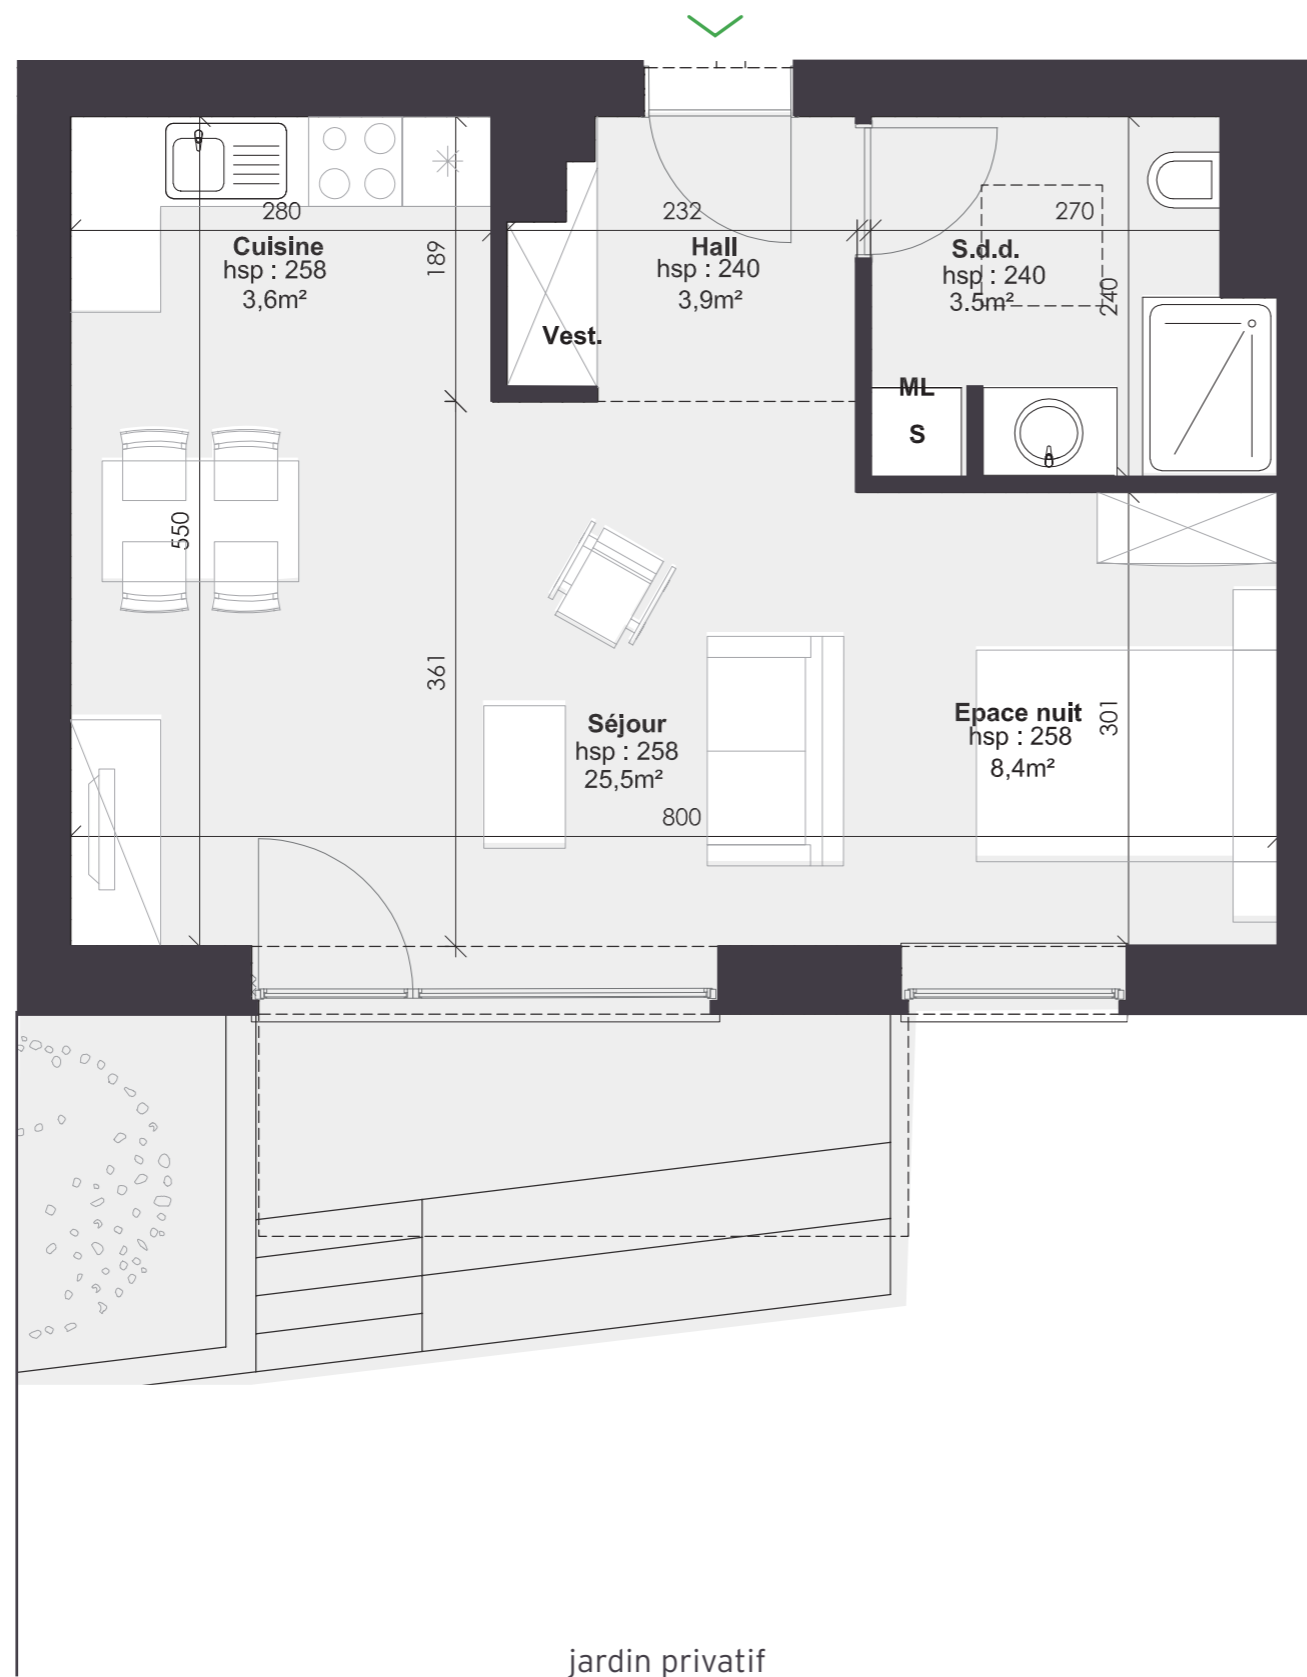 280
Cuisine
hsp : 258
3,6m²
189
232
Hall
hsp : 240
3,9m²
270
S.d.d.
hsp : 240
3.5m²
240
Vest.
ML
S
550
361
Séjour
hsp : 258
25,5m²
Epace nuit
hsp : 258
8,4m²
301
800
jardin privatif